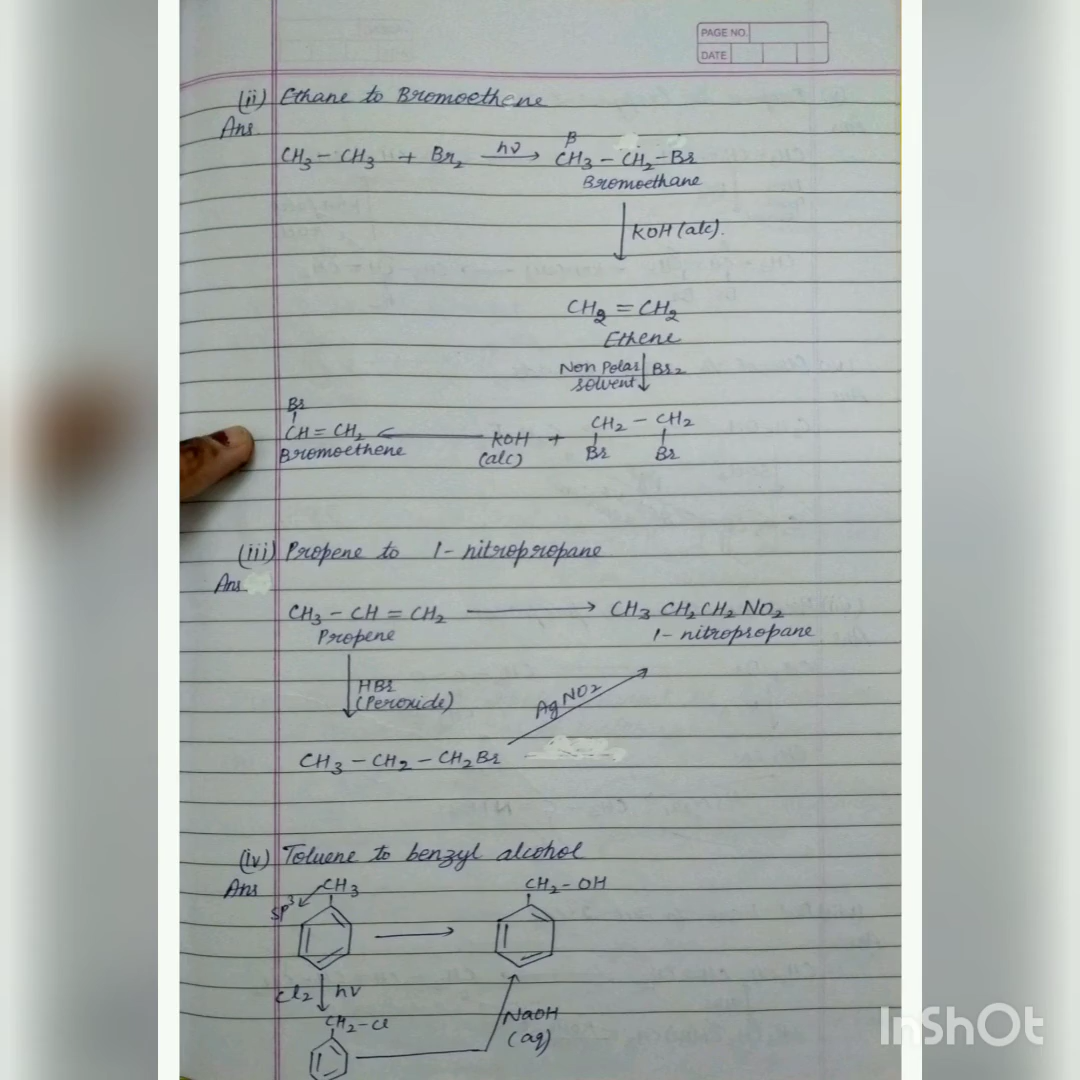 PAGE NO.
DATE
(ii) Ethane to Bromoethene
Ans
CH₃ – CH₃ + Br₂ —hν→ CH₃ – CH₂ – Br
β
Bromoethane
KOH (alc).
CH₂ = CH₂
Ethene
Non Polar solvent Br₂
Br
CH = CH₂ ← KOH + CH₂ – CH₂
Bromoethene (alc) Br Br
(iii) Propene to 1- nitropropane
Ans
CH₃ – CH = CH₂ → CH₃ CH₂ CH₂ NO₂
Propene 1- nitropropane
HBr
(Peroxide) AgNO₂
CH₃ – CH₂ – CH₂Br
(iv) Toluene to benzyl alcohol
Ans CH₃ CH₂ – OH
SP³
Cl₂ hν
CH₂ – Cl NaOH
(aq)
InShOt